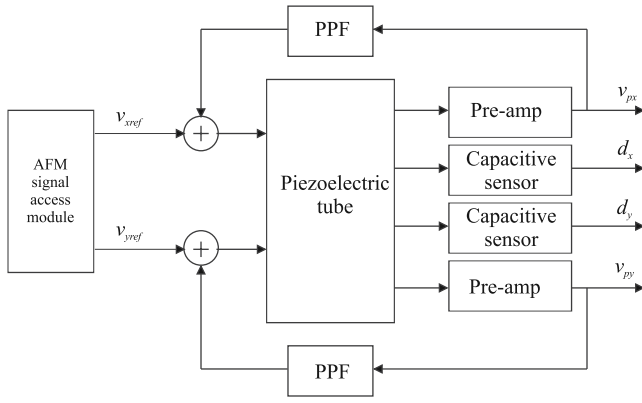 PPF
v_px
Pre-amp
v_xref
d_x
+
Capacitive
sensor
AFM
signal
access
module
Piezoelectric
tube
d_y
v_yref
+
Capacitive
sensor
v_py
Pre-amp
PPF